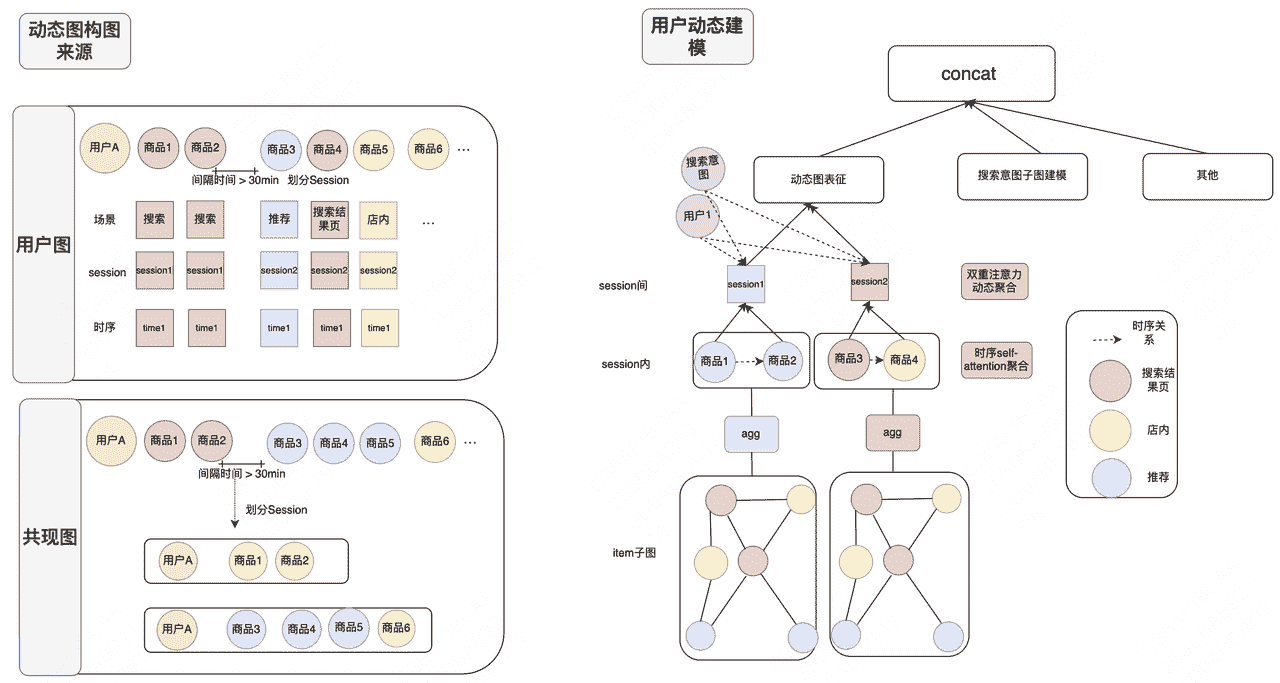 动态图构图
来源
用户图
用户A 商品1 商品2 商品3 商品4 商品5 商品6 ...
间隔时间 > 30min 划分Session
场景 搜索 搜索 推荐 搜索结
果页 店内 ...
session session1 session1 session2 session2 session2
时序 time1 time1 time1 time1 time1
共现图
用户A 商品1 商品2 商品3 商品4 商品5 商品6 ...
间隔时间 > 30min
划分Session
用户A 商品1 商品2
用户A 商品3 商品4 商品5 商品6
用户动态建
模
concat
动态图表征 搜索意图子图建模 其他
搜索意
图
用户1
session间 session1 session2 双重注意力
动态聚合
session内 商品1 商品2 商品3 商品4 时序self-
attention聚合
agg agg
item子图
时序关
系
搜索结
果页
店内
推荐